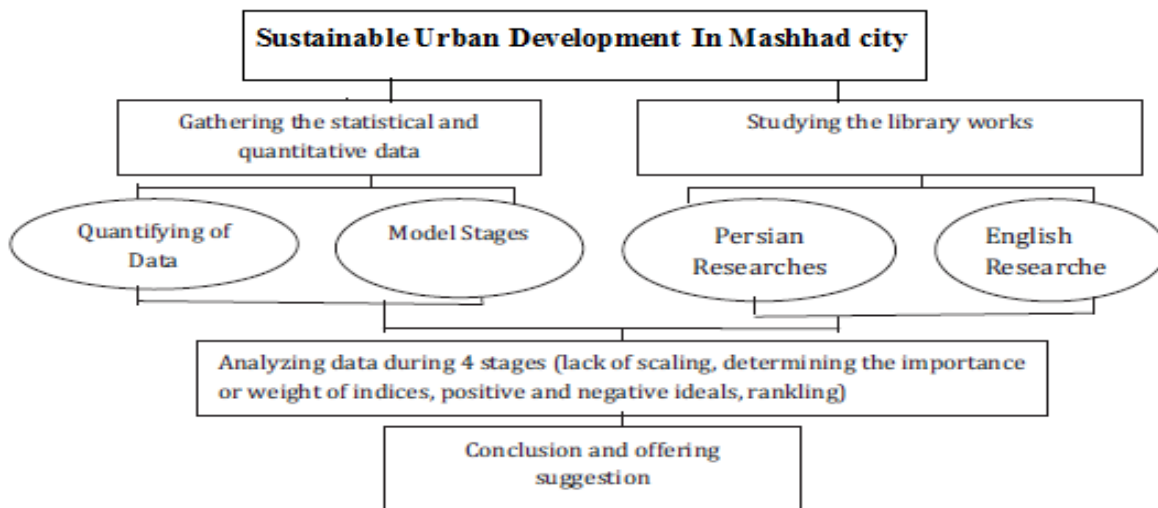 Sustainable Urban Development In Mashhad city
Gathering the statistical and
quantitative data
Studying the library works
Quantifying of
Data
Model Stages
Persian
Researches
English
Researche
Analyzing data during 4 stages (lack of scaling, determining the importance
or weight of indices, positive and negative ideals, rankling)
Conclusion and offering
suggestion